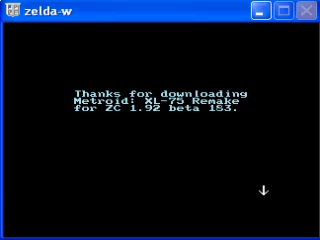 zelda-w
Thanks for downloading
Metroid: XL-75 Remake
for ZC 1.92 beta 183.